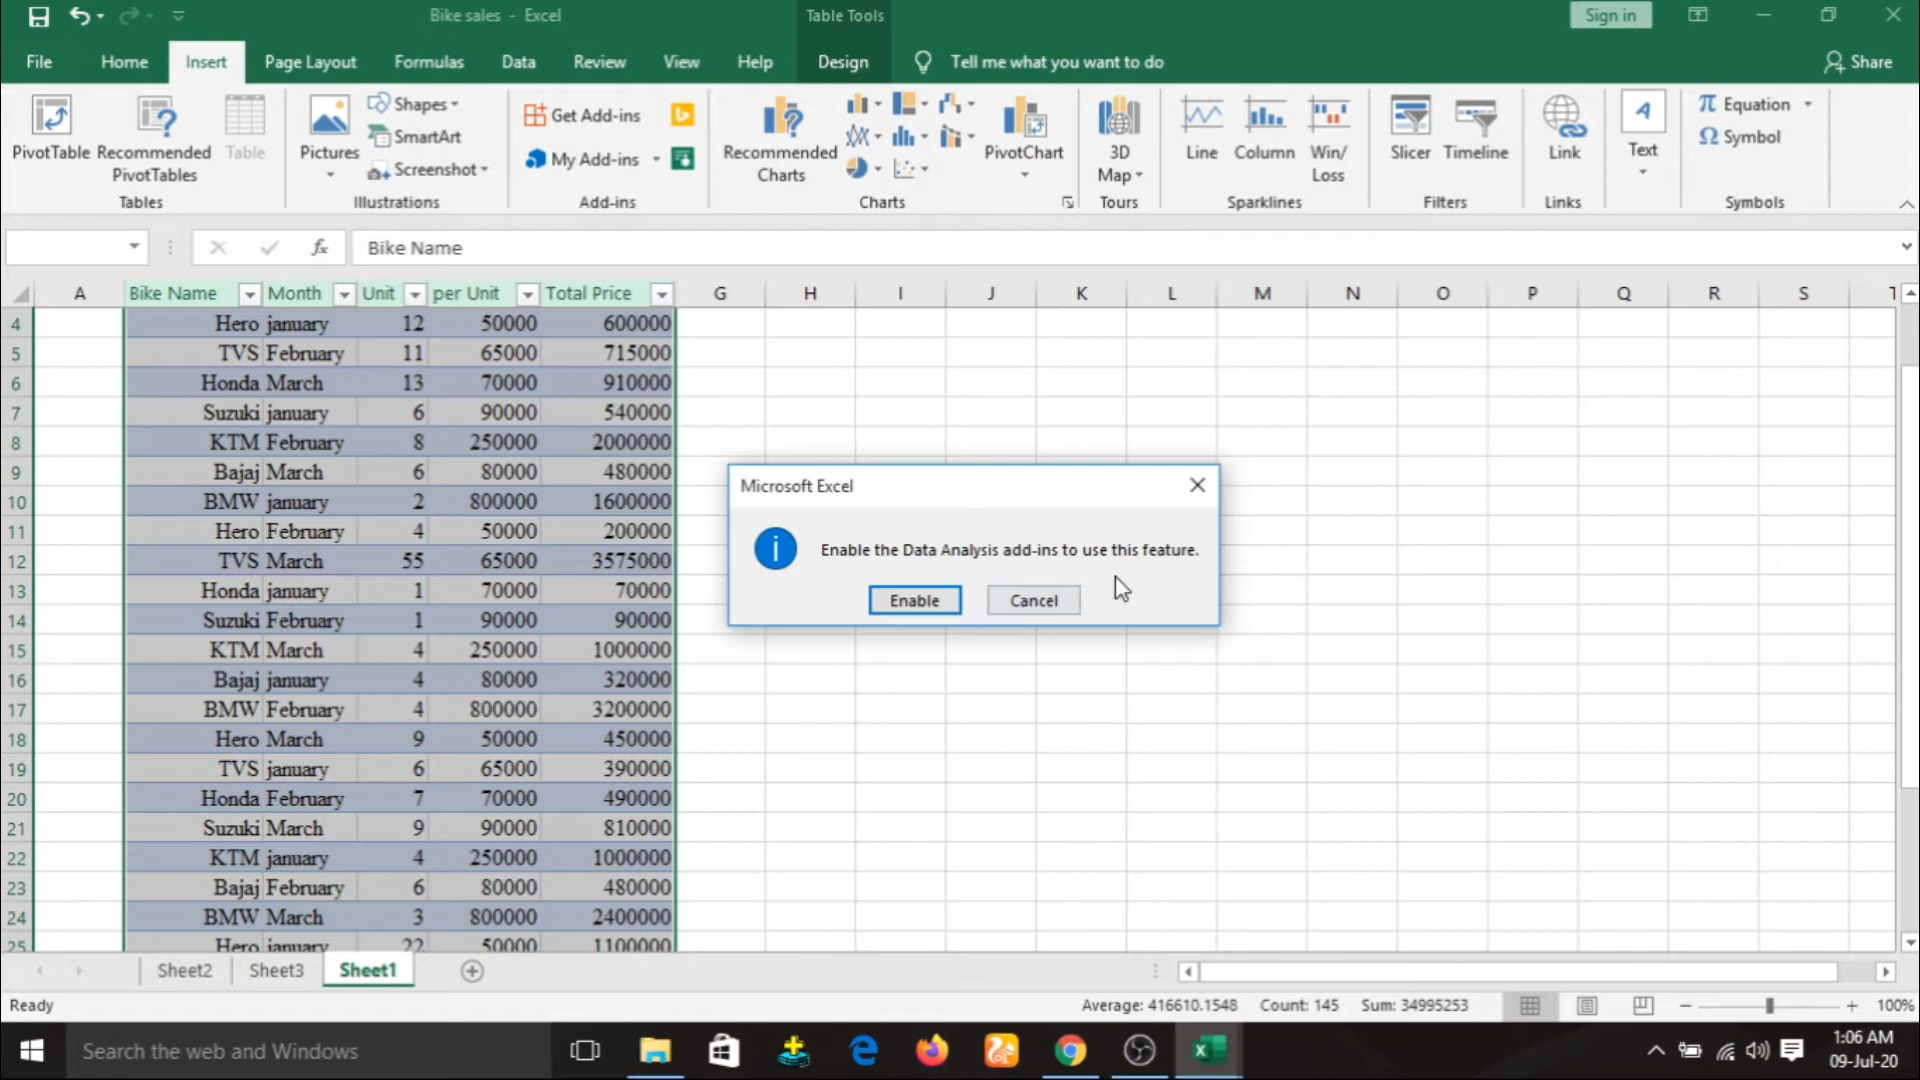 Bike sales - Excel
Table Tools
Sign in
File Home Insert Page Layout Formulas Data Review View Help Design Tell me what you want to do Share
PivotTable
Recommended
PivotTables
Table
Tables
Pictures
Shapes
SmartArt
Screenshot
Illustrations
Get Add-ins
My Add-ins
Add-ins
Recommended
Charts
PivotChart
Charts
3D
Map
Tours
Line
Column
Win/
Loss
Sparklines
Slicer
Timeline
Filters
Link
Links
A
Text
π Equation
Ω Symbol
Symbols
fx Bike Name
A Bike Name Month Unit per Unit Total Price G H I J K L M N O P Q R S T
4 Hero january 12 50000 600000
5 TVS February 11 65000 715000
6 Honda March 13 70000 910000
7 Suzuki january 6 90000 540000
8 KTM February 8 250000 2000000
9 Bajaj March 6 80000 480000
10 BMW january 2 800000 1600000
11 Hero February 4 50000 200000
12 TVS March 55 65000 3575000
13 Honda january 1 70000 70000
14 Suzuki February 1 90000 90000
15 KTM March 4 250000 1000000
16 Bajaj january 4 80000 320000
17 BMW February 4 800000 3200000
18 Hero March 9 50000 450000
19 TVS january 6 65000 390000
20 Honda February 7 70000 490000
21 Suzuki March 9 90000 810000
22 KTM january 4 250000 1000000
23 Bajaj February 6 80000 480000
24 BMW March 3 800000 2400000
25 Hero january 22 50000 1100000
Microsoft Excel
Enable the Data Analysis add-ins to use this feature.
Enable Cancel
Sheet2 Sheet3 Sheet1
Ready
Average: 416610.1548 Count: 145 Sum: 34995253
100%
Search the web and Windows
1:06 AM
09-Jul-20